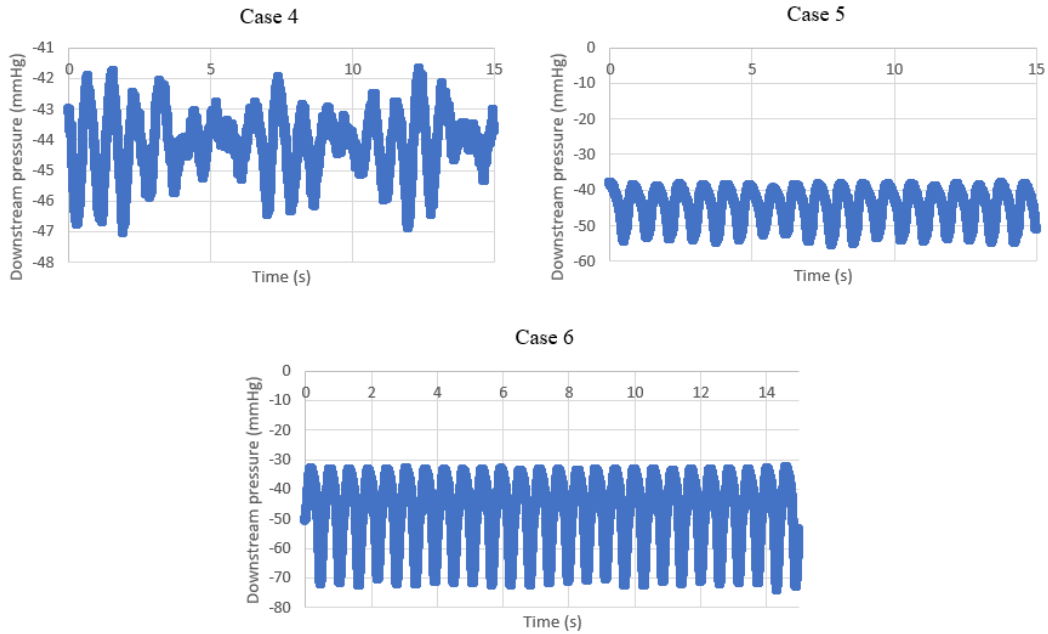 Case 4
-41
-42
-43
-44
-45
-46
-47
-48
0 5 10 15
Downstream pressure (mmHg)
Time (s)
Case 5
0
-10
-20
-30
-40
-50
-60
0 5 10 15
Downstream pressure (mmHg)
Time (s)
Case 6
0
-10
-20
-30
-40
-50
-60
-70
-80
0 2 4 6 8 10 12 14
Downstream pressure (mmHg)
Time (s)